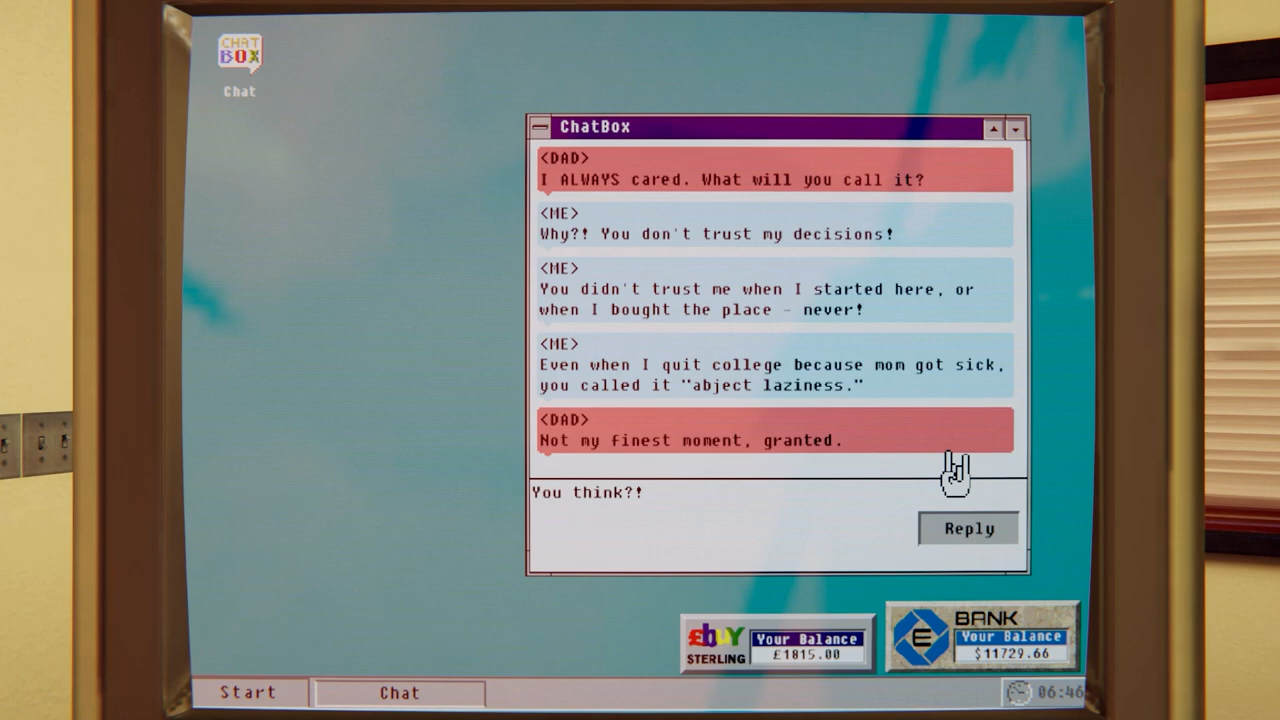 CHAT
BOX
Chat
ChatBox
<DAD>
I ALWAYS cared. What will you call it?
<ME>
Why?! You don't trust my decisions!
<ME>
You didn't trust me when I started here, or
when I bought the place - never!
<ME>
Even when I quit college because mom got sick,
you called it "abject laziness."
<DAD>
Not my finest moment, granted.
You think?!
Reply
£buy
STERLING
Your Balance
£1815.00
E
BANK
Your Balance
$11729.66
Start
Chat
06:46